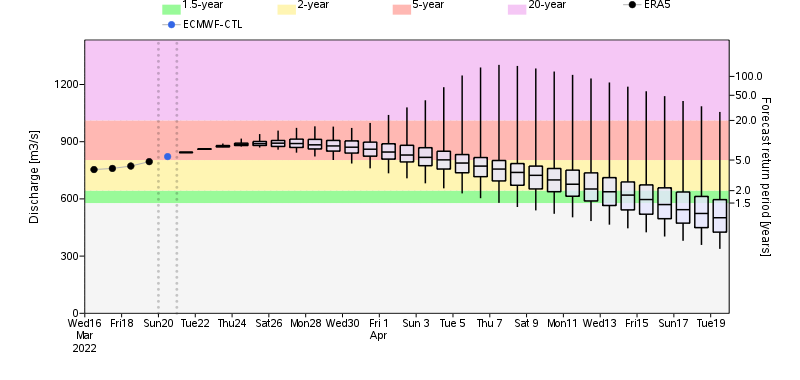 1.5-year 2-year 5-year 20-year ERA5
ECMWF-CTL
Discharge [m3/s]
1200
900
600
300
0
100.0
50.0
20.0
5.0
2.0
1.5
Forecast return period [years]
Wed16 Fri18 Sun20 Tue22 Thu24 Sat26 Mon28 Wed30 Fri 1 Sun 3 Tue 5 Thu 7 Sat 9 Mon11 Wed13 Fri15 Sun17 Tue19
Mar Apr
2022